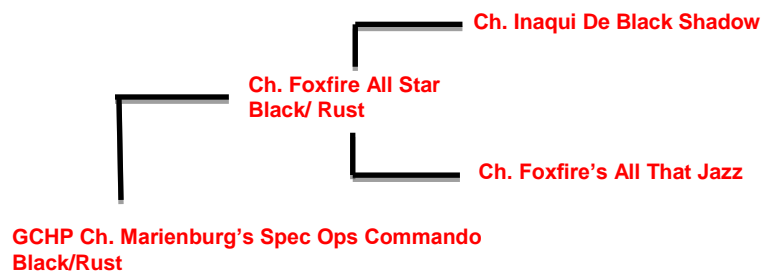 Ch. Inaqui De Black Shadow
Ch. Foxfire All Star
Black/ Rust
Ch. Foxfire's All That Jazz
GCHP Ch. Marienburg's Spec Ops Commando
Black/Rust